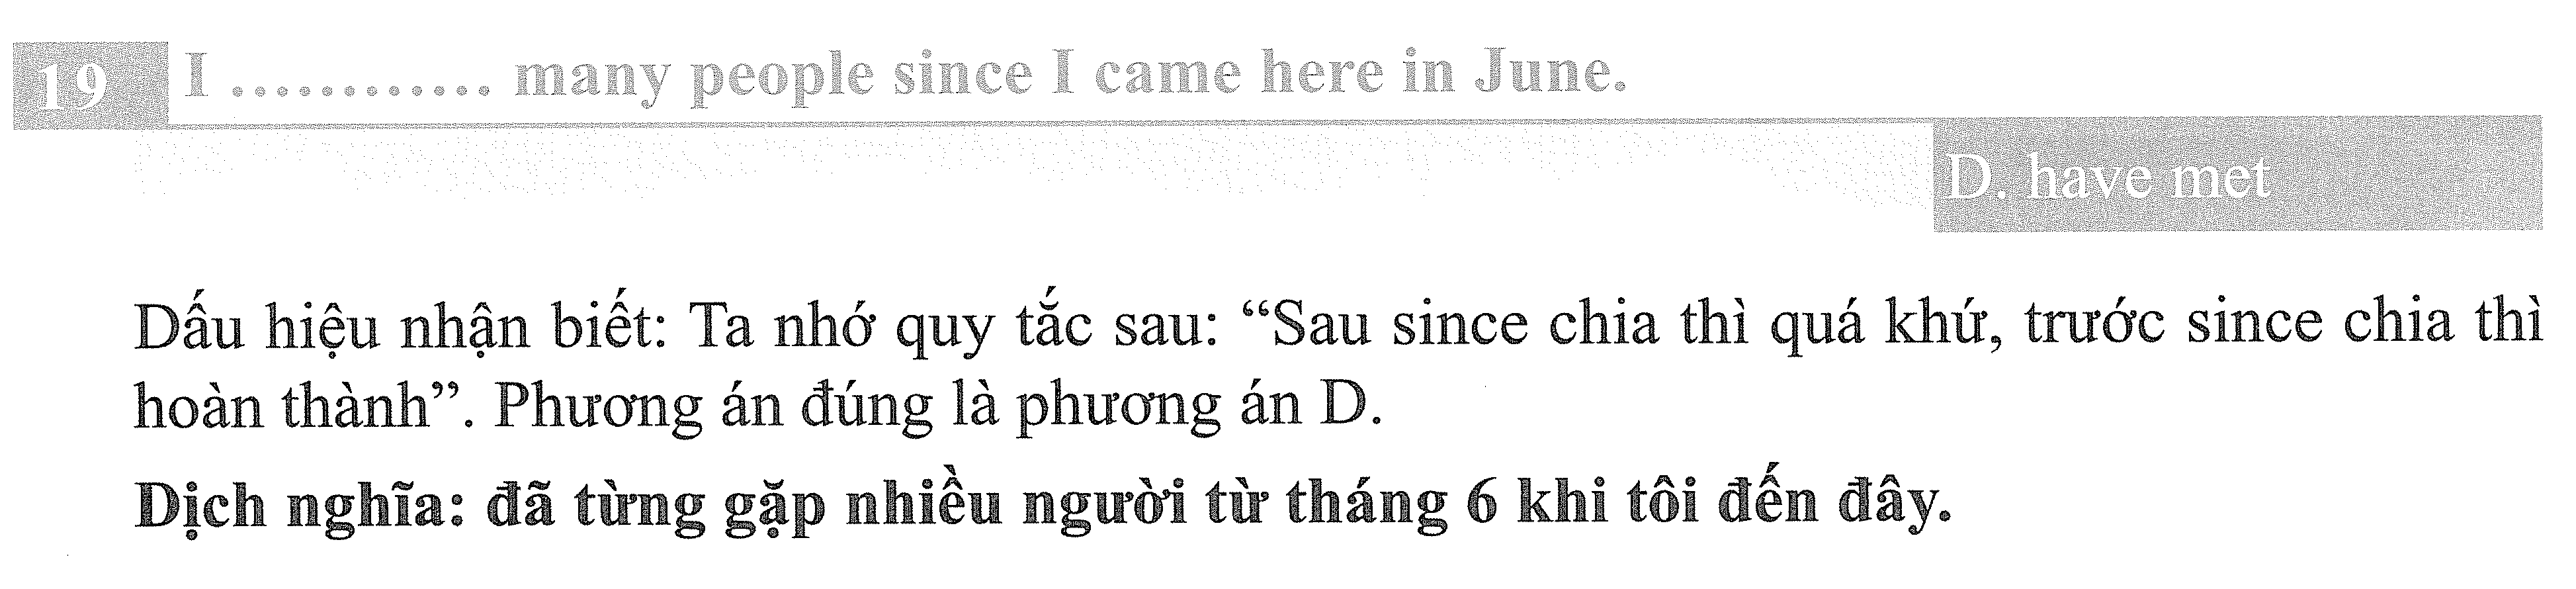 19 I ............ many people since I came here in June.
D. have met
Dấu hiệu nhận biết: Ta nhớ quy tắc sau: “Sau since chia thì quá khứ, trước since chia thì
hoàn thành”. Phương án đúng là phương án D.
Dịch nghĩa: đã từng gặp nhiều người từ tháng 6 khi tôi đến đây.